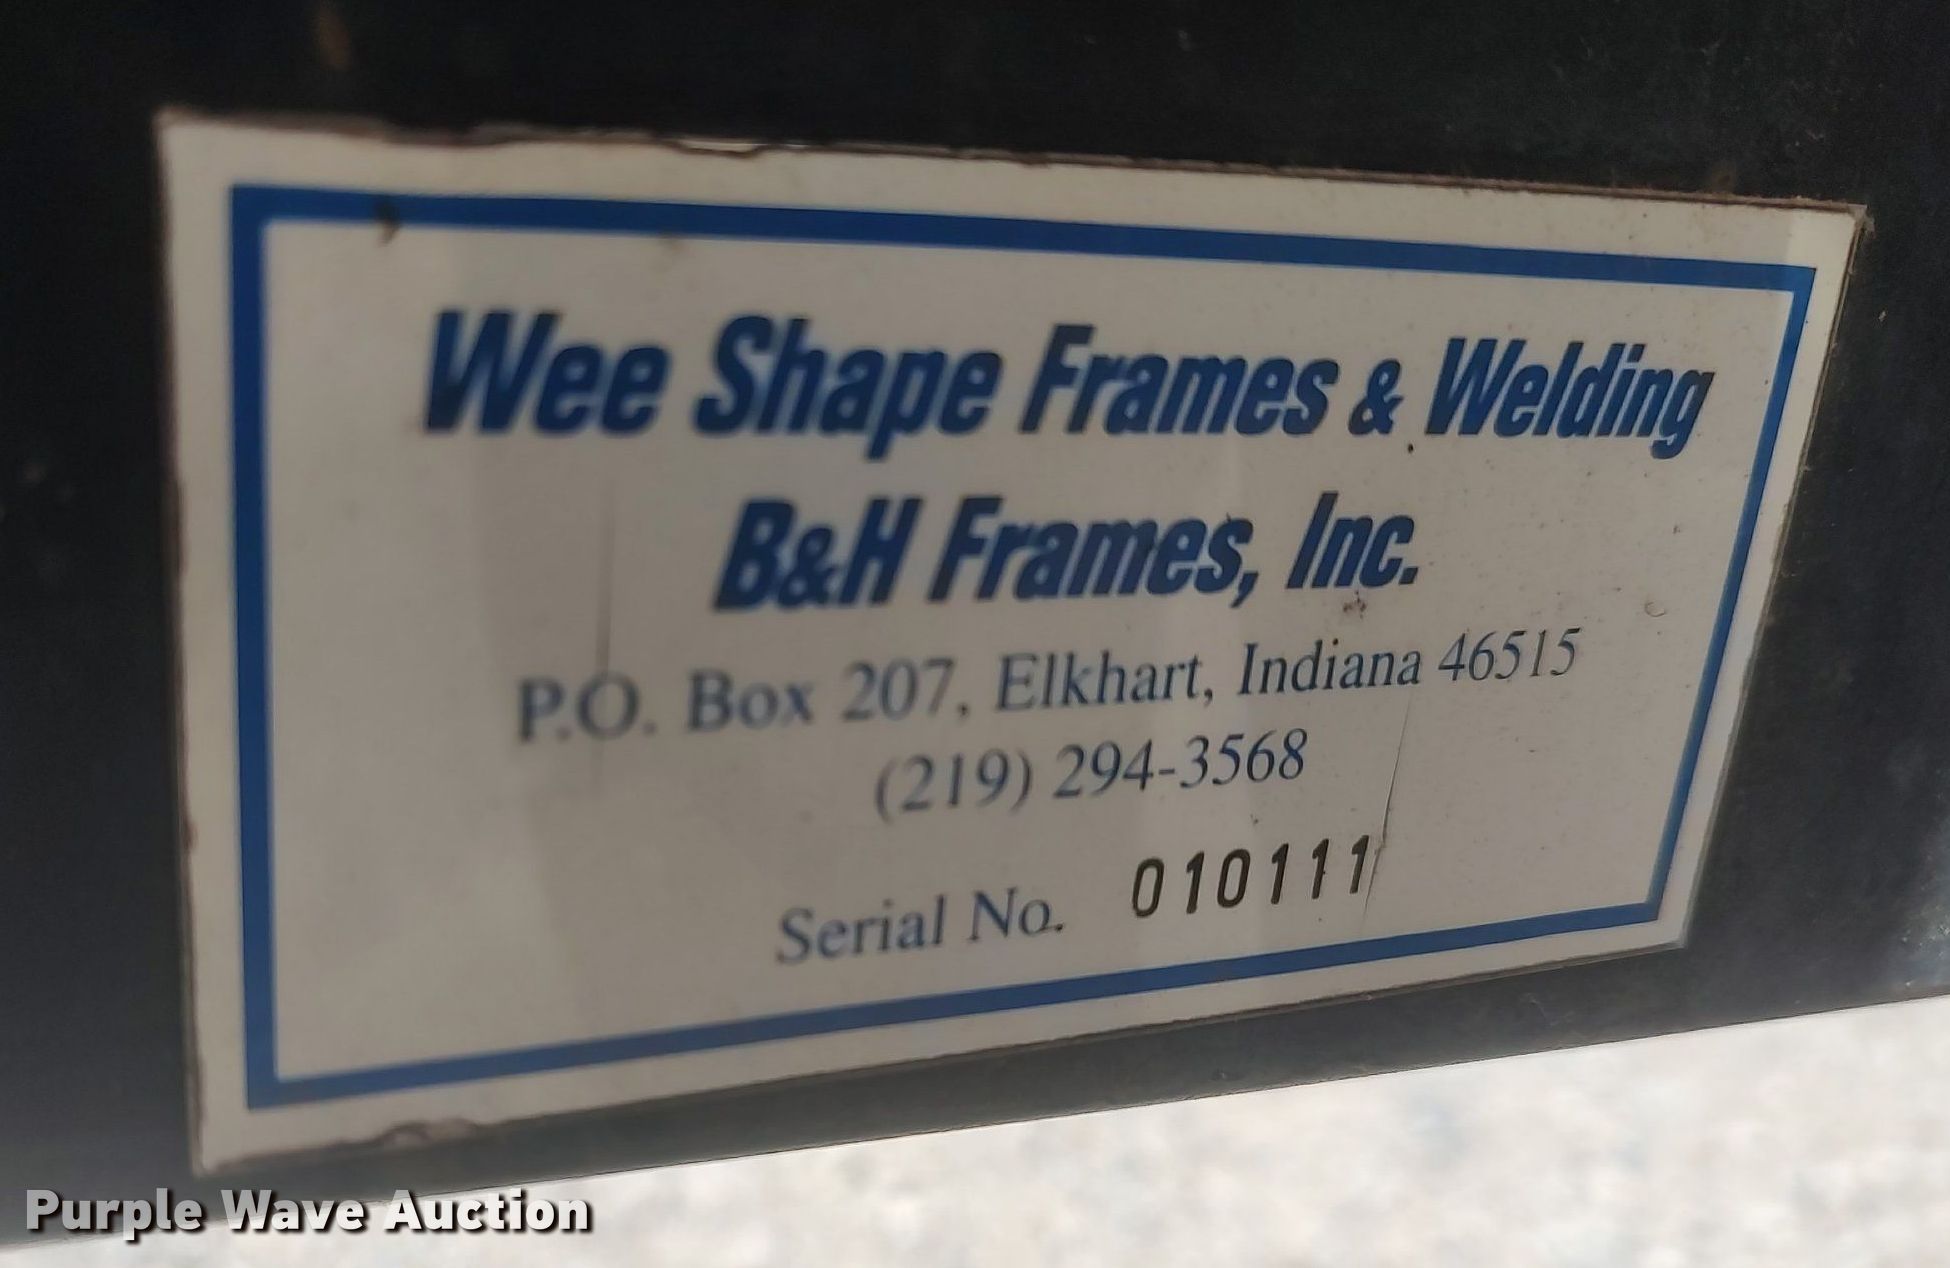 Wee Shape Frames & Welding
B&H Frames, Inc.
P.O. Box 207, Elkhart, Indiana 46515
(219) 294-3568
Serial No. 010111
Purple Wave Auction